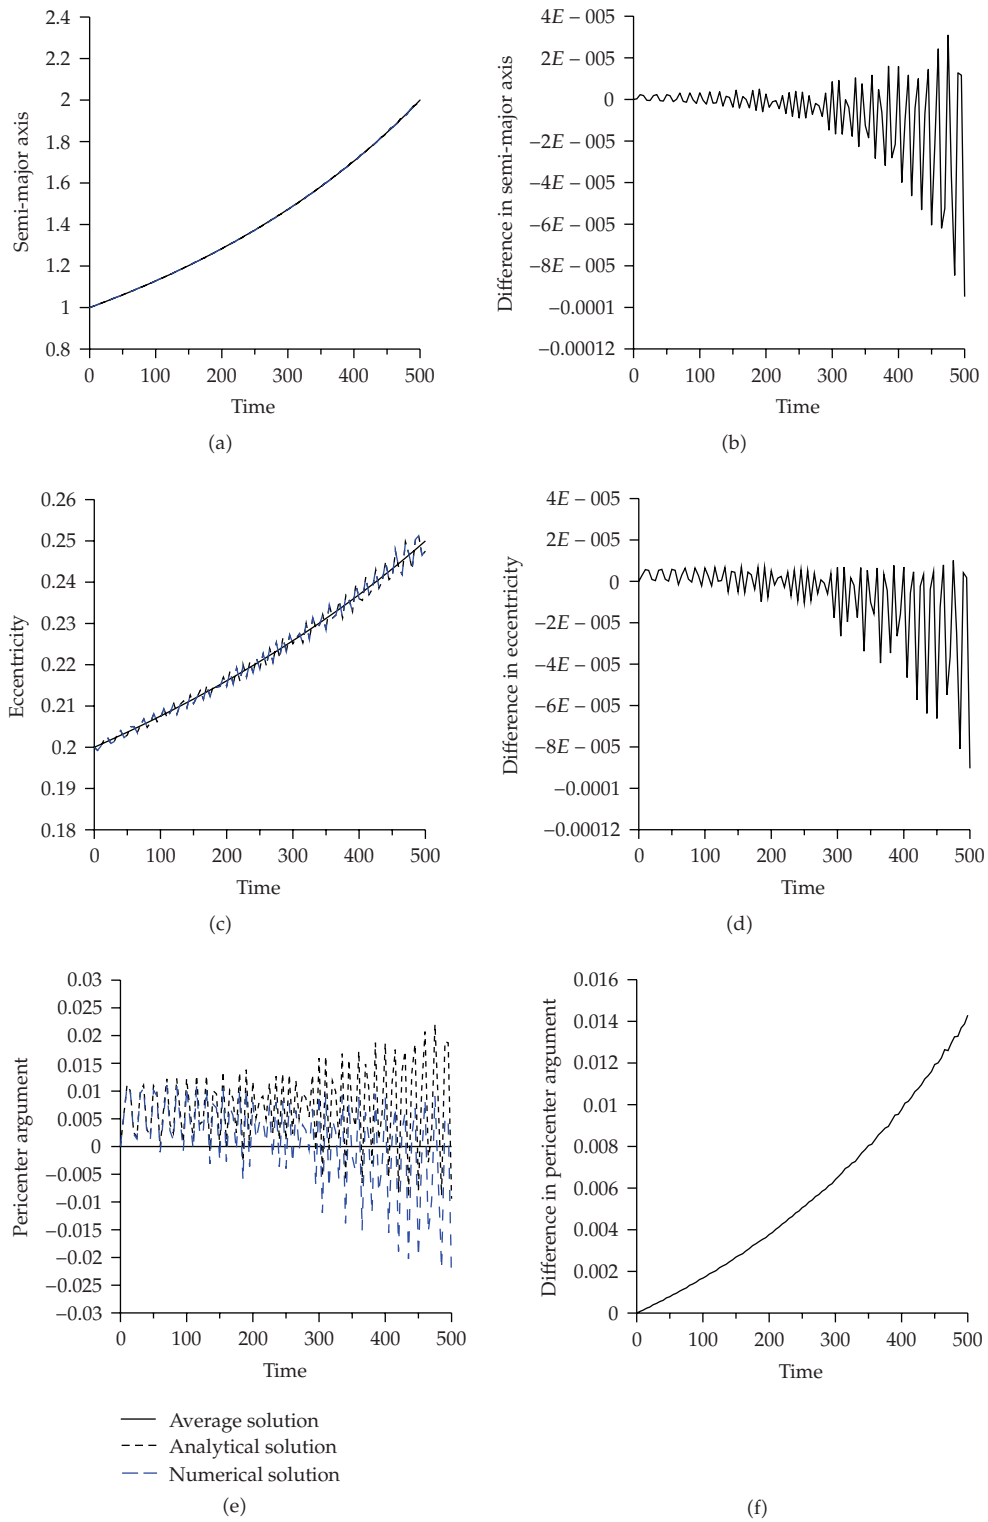 2.4
2.2
2
1.8
1.6
1.4
1.2
1
0.8
Semi-major axis
0 100 200 300 400 500
Time
(a)
4E − 005
2E − 005
0
−2E − 005
−4E − 005
−6E − 005
−8E − 005
−0.0001
−0.00012
Difference in semi-major axis
0 100 200 300 400 500
Time
(b)
0.26
0.25
0.24
0.23
0.22
0.21
0.2
0.19
0.18
Eccentricity
0 100 200 300 400 500
Time
(c)
4E − 005
2E − 005
0
−2E − 005
−4E − 005
−6E − 005
−8E − 005
−0.0001
−0.00012
Difference in eccentricity
0 100 200 300 400 500
Time
(d)
0.03
0.025
0.02
0.015
0.01
0.005
0
−0.005
−0.01
−0.015
−0.02
−0.025
−0.03
Pericenter argument
0 100 200 300 400 500
Time
Average solution
Analytical solution
Numerical solution
(e)
0.016
0.014
0.012
0.01
0.008
0.006
0.004
0.002
0
Difference in pericenter argument
0 100 200 300 400 500
Time
(f)